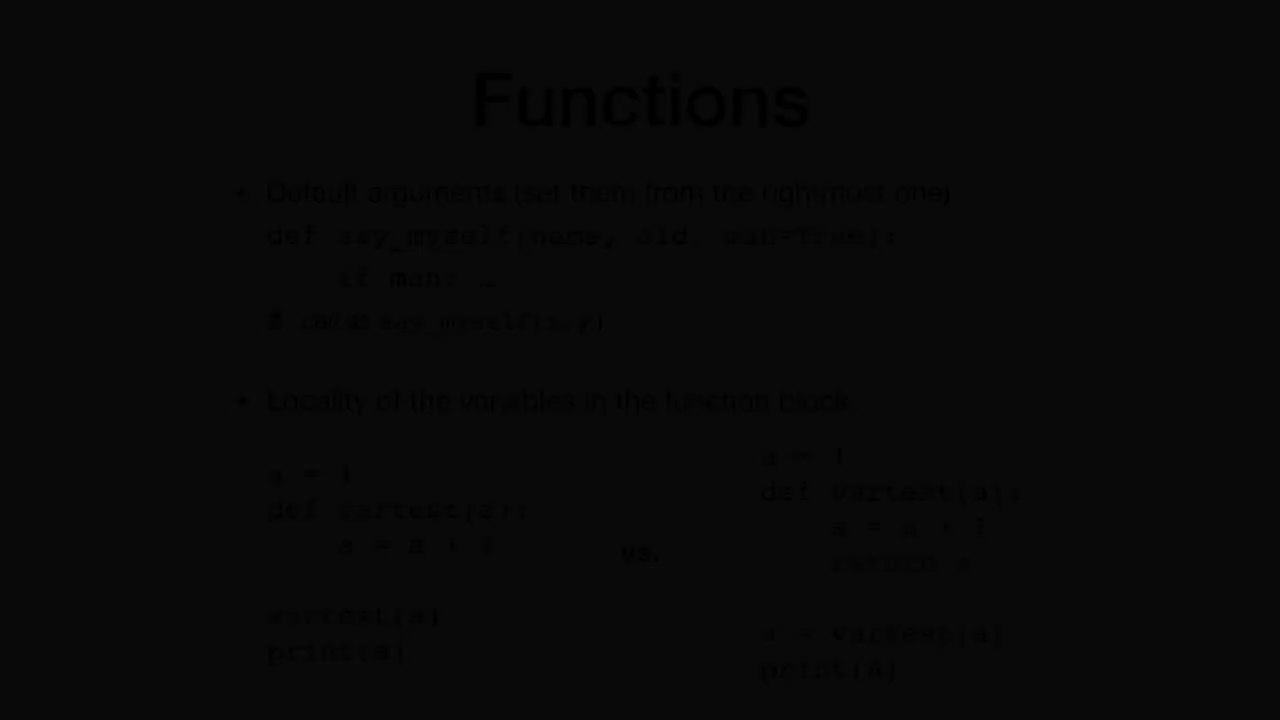 Functions
• Default arguments (set them from the rightmost one)
def say_myself(name, old, man=True):
if man: …
say_myself(x,y)
• Locality of the variables in the function block
a = 1
def vartest(a):
a = a + 1
vartest(a)
print(a)
vs.
a = 1
def vartest(a):
a = a + 1
return a
a = vartest(a)
print(a)